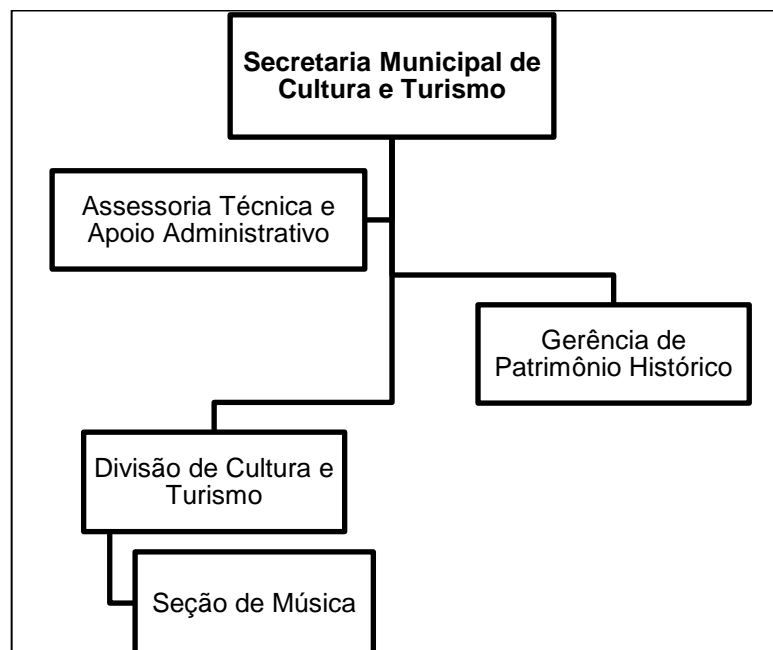 Secretaria Municipal de
Cultura e Turismo
Assessoria Técnica e
Apoio Administrativo
Gerência de
Patrimônio Histórico
Divisão de Cultura e
Turismo
Seção de Música